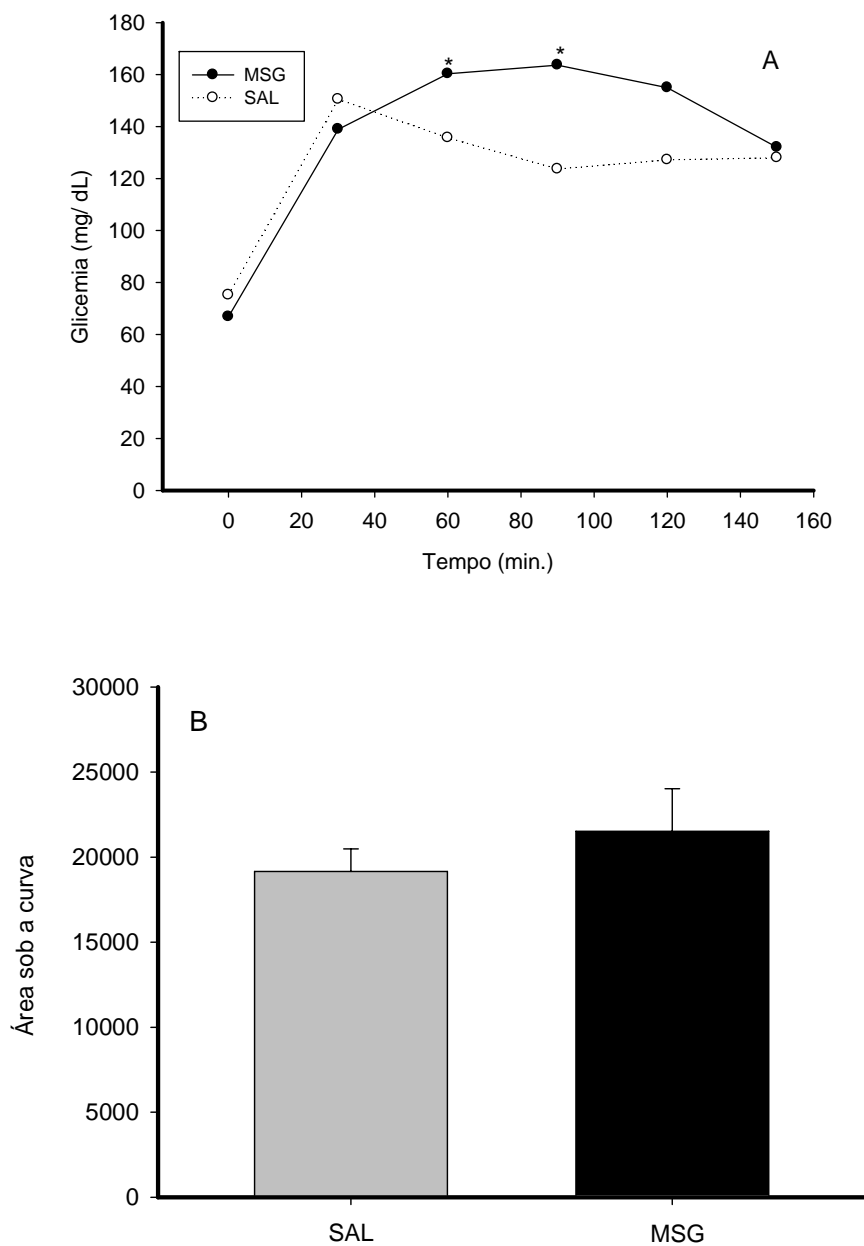 180
160
140
120
100
80
60
40
20
0
Glicemia (mg/ dL)
MSG
SAL
* *
A
0 20 40 60 80 100 120 140 160
Tempo (min.)
30000
25000
20000
15000
10000
5000
0
Área sob a curva
B
SAL MSG